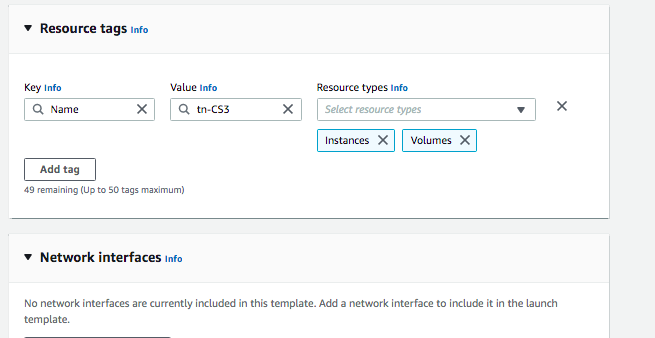 Resource tags Info
Key Info Value Info Resource types Info
Name tn-CS3 Select resource types
Instances Volumes
Add tag
49 remaining (Up to 50 tags maximum)
Network interfaces Info
No network interfaces are currently included in this template. Add a network interface to include it in the launch
template.